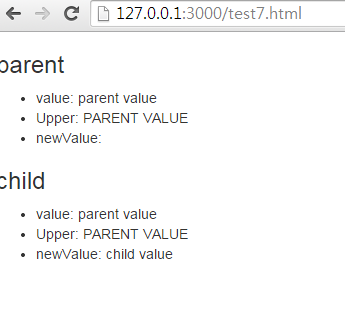 127.0.0.1:3000/test7.html
parent
value: parent value
Upper: PARENT VALUE
newValue:
child
value: parent value
Upper: PARENT VALUE
newValue: child value